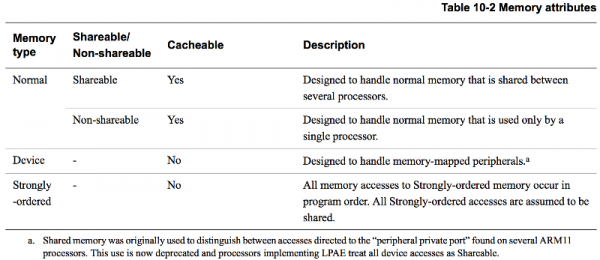 Table 10-2 Memory attributes
Memory type Shareable/ Non-shareable Cacheable Description
Normal Shareable Yes Designed to handle normal memory that is shared between
several processors.
Non-shareable Yes Designed to handle normal memory that is used only by a
single processor.
Device - No Designed to handle memory-mapped peripherals.a
Strongly - No All memory accesses to Strongly-ordered memory occur in
-ordered program order. All Strongly-ordered accesses are assumed to be
shared.
a. Shared memory was originally used to distinguish between accesses directed to the “peripheral private port” found on several ARM11
processors. This use is now deprecated and processors implementing LPAE treat all device accesses as Shareable.